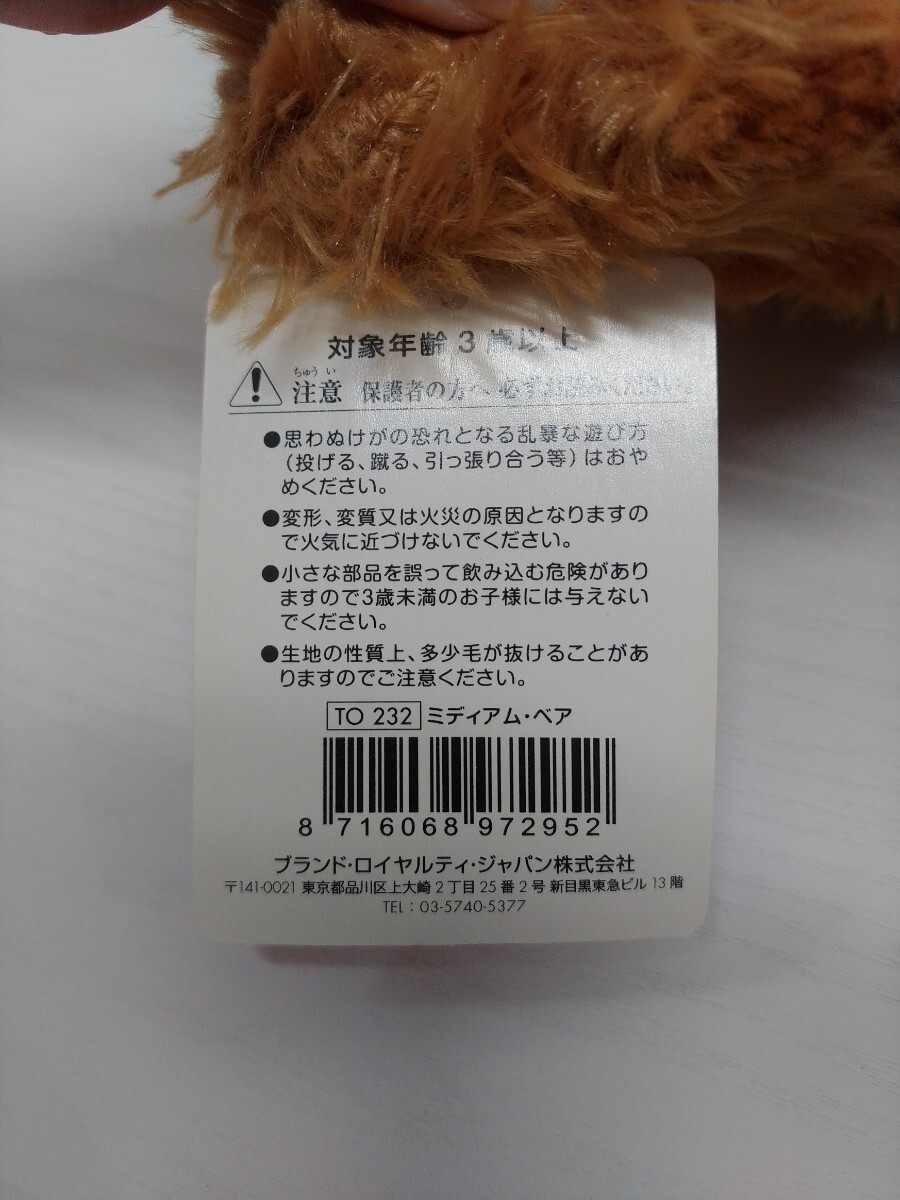 対象年齢3歳以上
ちゅう い
注意 保護者の方へ 必ずお読みください。
●思わぬけがの恐れとなる乱暴な遊び方
(投げる、蹴る、引っ張り合う等)はおや
めください。
●変形、変質又は火災の原因となりますの
で火気に近づけないでください。
●小さな部品を誤って飲み込む危険があり
ますので3歳未満のお子様には与えない
でください。
●生地の性質上、多少毛が抜けることがあ
りますのでご注意ください。
TO 232 ミディアム・ベア
8 716068 972952
ブランド・ロイヤルティ・ジャパン株式会社
〒141-0021 東京都品川区上大崎2丁目25番2号 新目黒東急ビル 13階
TEL:03-5740-5377